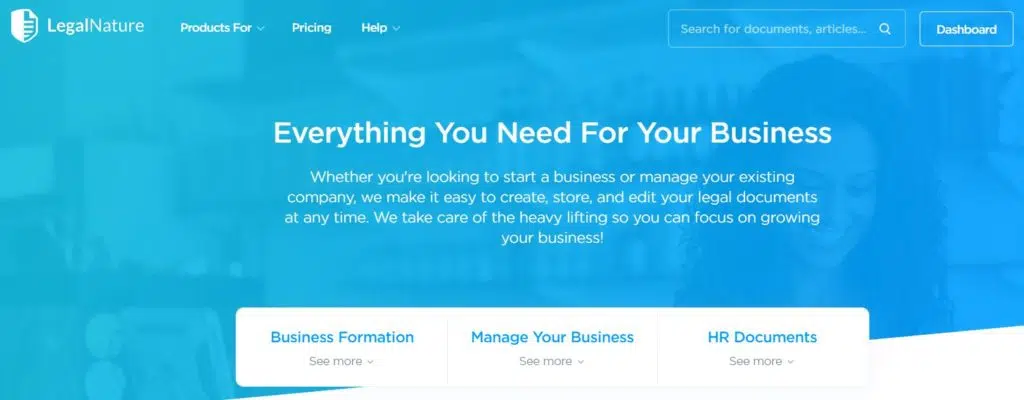 LegalNature Products For Pricing Help Search for documents, articles... Dashboard
Everything You Need For Your Business
Whether you're looking to start a business or manage your existing
company, we make it easy to create, store, and edit your legal documents
at any time. We take care of the heavy lifting so you can focus on growing
your business!
Business Formation Manage Your Business HR Documents
See more See more See more